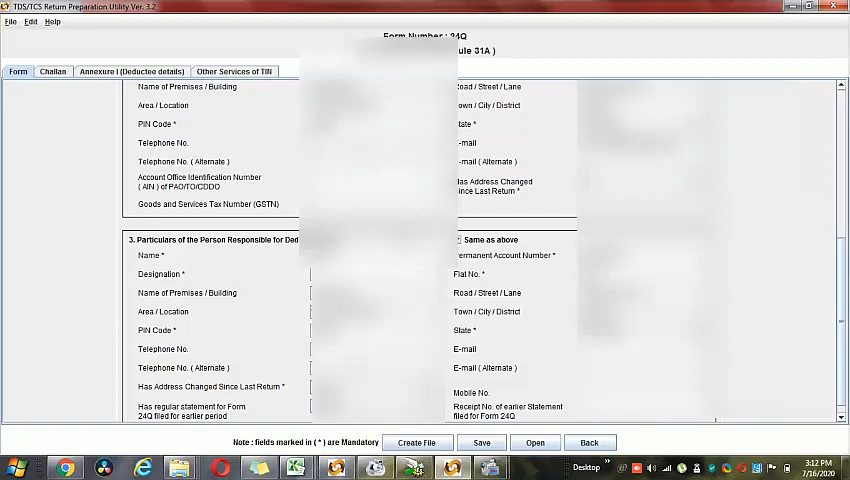 TDS/TCS Return Preparation Utility Ver. 3.2
File Edit Help
Form Number : 24Q
ule 31A )
Form Challan Annexure I (Deductee details) Other Services of TIN
Name of Premises / Building Road / Street / Lane
Area / Location Town / City / District
PIN Code * State *
Telephone No. E-mail
Telephone No. ( Alternate ) E-mail ( Alternate )
Account Office Identification Number
( AIN ) of PAO/TO/CDDO
Has Address Changed
Since Last Return *
Goods and Services Tax Number (GSTN)
3. Particulars of the Person Responsible for Ded Same as above
Name * Permanent Account Number *
Designation * Flat No. *
Name of Premises / Building Road / Street / Lane
Area / Location Town / City / District
PIN Code * State *
Telephone No. E-mail
Telephone No. ( Alternate ) E-mail ( Alternate )
Has Address Changed Since Last Return * Mobile No.
Has regular statement for Form
24Q filed for earlier period
Receipt No. of earlier Statement
filed for Form 24Q
Note : fields marked in ( * ) are Mandatory Create File Save Open Back
Desktop
3:12 PM
7/16/2020